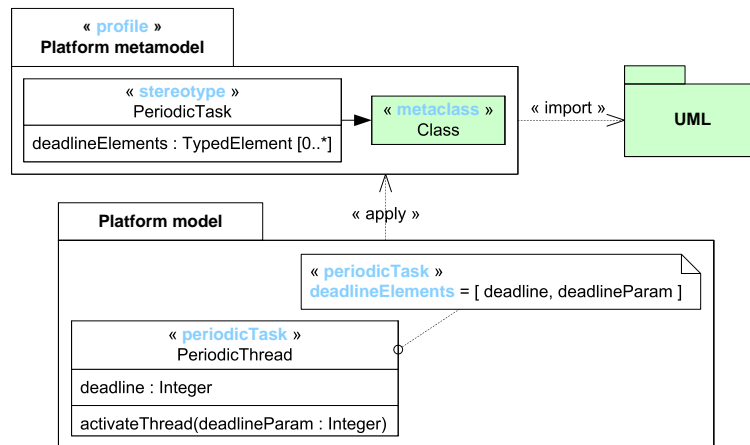 « profile »
Platform metamodel
« stereotype »
PeriodicTask
deadlineElements : TypedElement [0..*]
« metaclass »
Class
« import »
UML
« apply »
Platform model
« periodicTask »
deadlineElements = [ deadline, deadlineParam ]
« periodicTask »
PeriodicThread
deadline : Integer
activateThread(deadlineParam : Integer)